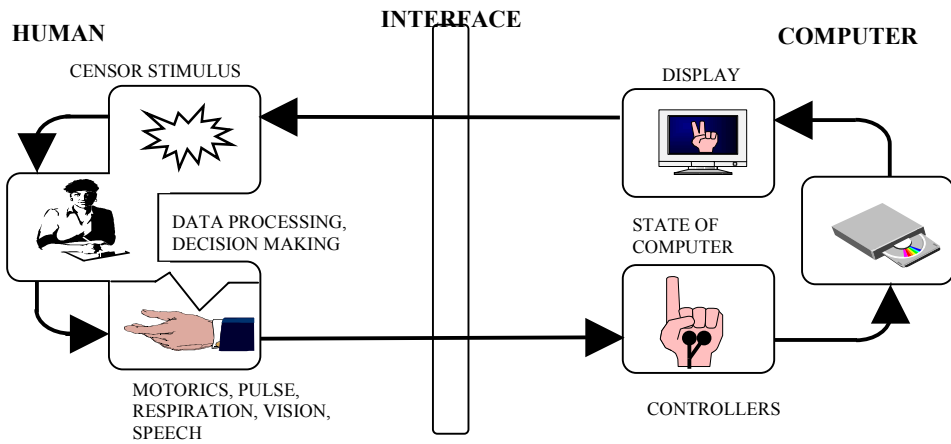 INTERFACE
HUMAN
COMPUTER
CENSOR STIMULUS
DISPLAY
DATA PROCESSING,
DECISION MAKING
STATE OF
COMPUTER
MOTORICS, PULSE,
RESPIRATION, VISION,
SPEECH
CONTROLLERS